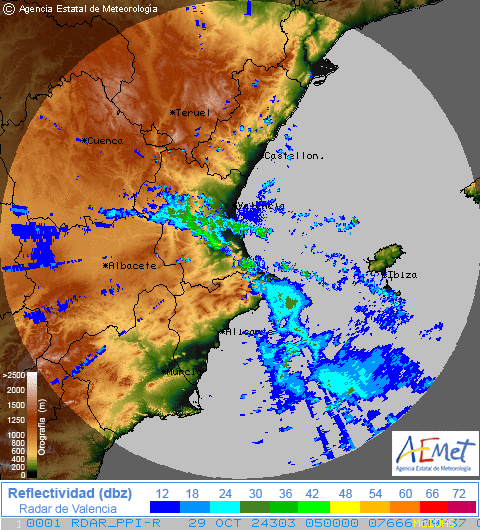 © Agencia Estatal de Meteorología
*Teruel
*Cuenca
*Castellon.
*Valencia
*Albacete
*Ibiza
*Alicante
*Murcia
>2500
2000
1750
1500
1250
1000
800
600
400
200
0
Orografía (m)
AEMet
Agencia Estatal de Meteorología
Reflectividad (dbz)
Radar de Valencia
12 18 24 30 36 42 48 54 60 66 72
1 0001 RDAR_PPI-R 29 OCT 24303 050000